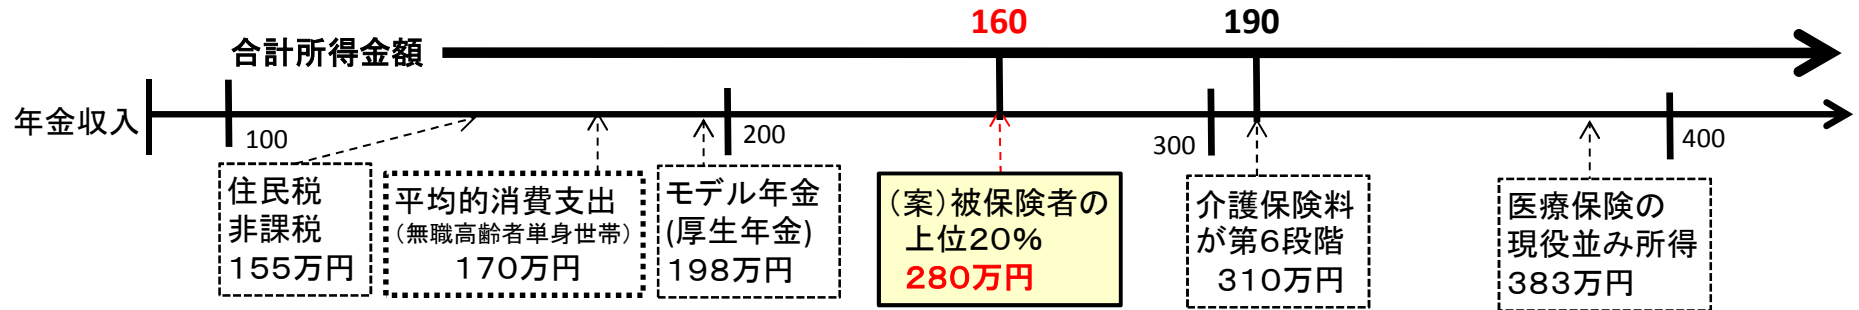 160
190
合計所得金額
年金収入
100
200
300
400
住民税
非課税
155万円
平均的消費支出
(無職高齢者単身世帯)
170万円
モデル年金
(厚生年金)
198万円
(案)被保険者の
上位20%
280万円
介護保険料
が第6段階
310万円
医療保険の
現役並み所得
383万円